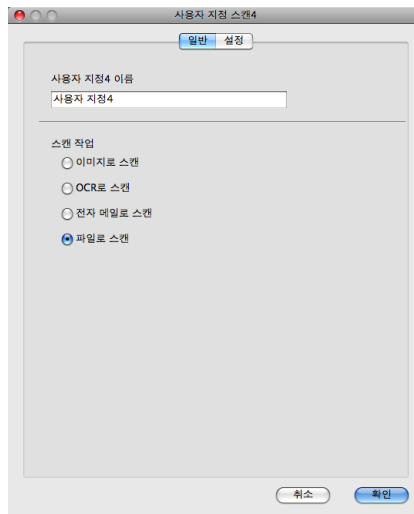 사용자 지정 스캔4
일반 설정
사용자 지정4 이름
사용자 지정4
스캔 작업
이미지로 스캔
OCR로 스캔
전자 메일로 스캔
파일로 스캔
취소 확인